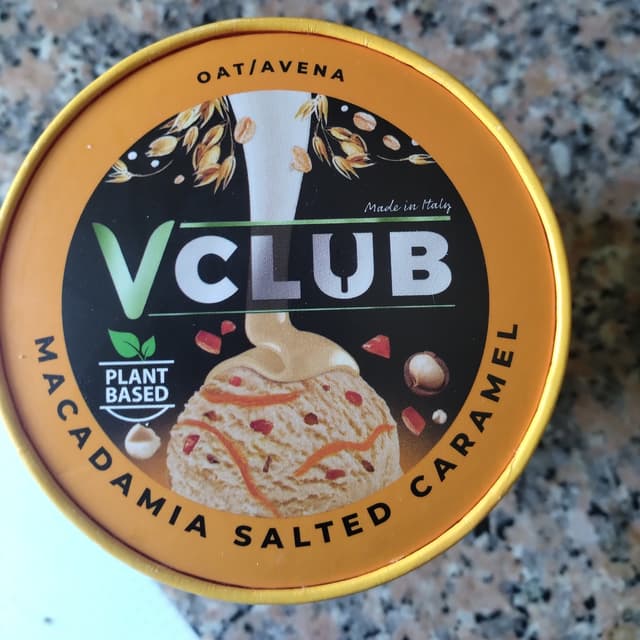 OAT/AVENA
Made in Italy
VCLUB
PLANT
BASED
MACADAMIA SALTED CARAMEL